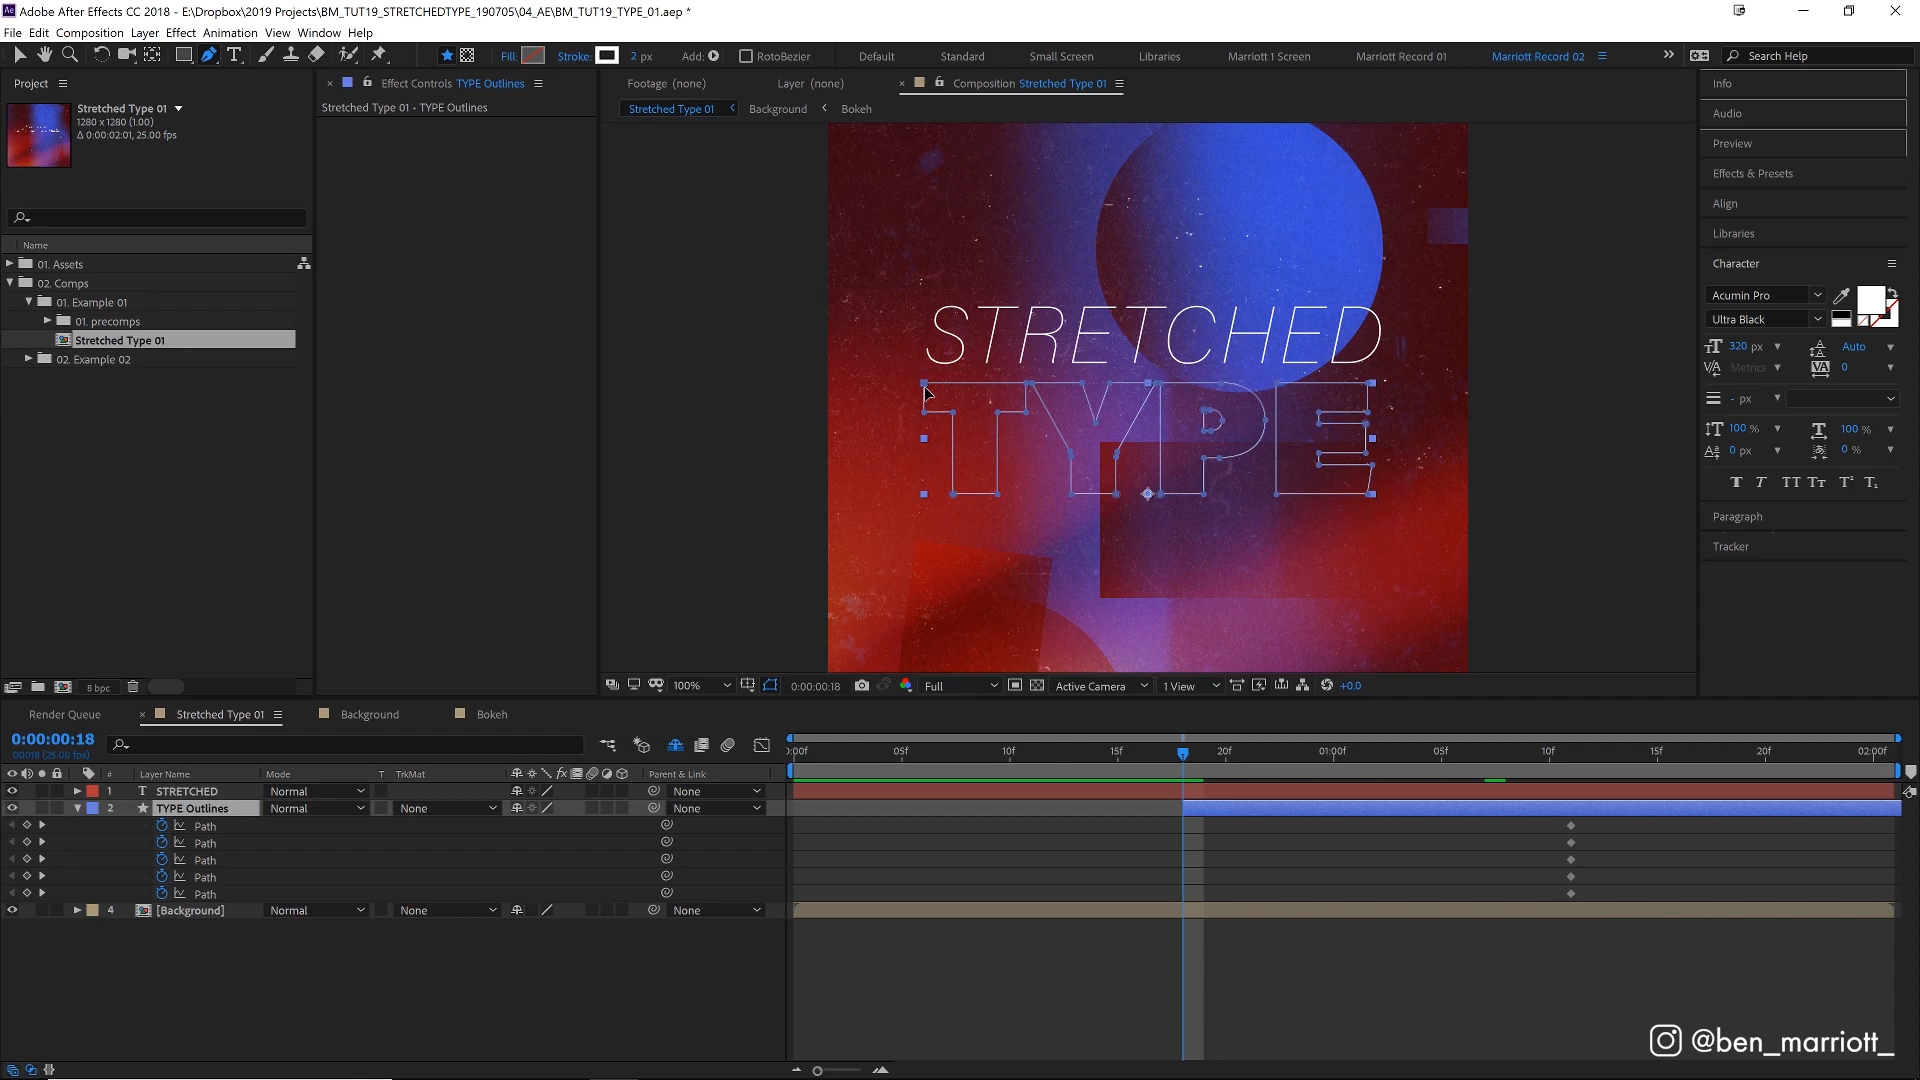 Adobe After Effects CC 2018 - E:\Dropbox\2019 Projects\BM_TUT19_STRETCHEDTYPE_190705\04_AE\BM_TUT19_TYPE_01.aep *
File Edit Composition Layer Effect Animation View Window Help
Fill: Stroke: 2 px Add: RotoBezier Default Standard Small Screen Libraries Marriott 1 Screen Marriott Record 01 Marriott Record 02 Search Help
Project
Stretched Type 01
1280 x 1280 (1.00)
Δ 0:00:02:01, 25.00 fps
Name
01. Assets
02. Comps
01. Example 01
01. precomps
Stretched Type 01
02. Example 02
8 bpc
Effect Controls TYPE Outlines
Stretched Type 01 • TYPE Outlines
Footage (none) Layer (none) Composition Stretched Type 01
Stretched Type 01 Background Bokeh
STRETCHED
TYPE
100% 0:00:00:18 Full Active Camera 1 View +0.0
Info
Audio
Preview
Effects & Presets
Align
Libraries
Character
Acumin Pro
Ultra Black
320 px Auto
Metrics 0
- px
100 % 100 %
0 px 0 %
Paragraph
Tracker
Render Queue Stretched Type 01 Background Bokeh
0:00:00:18
00018 (25.00 fps)
:00f 05f 10f 15f 20f 01:00f 05f 10f 15f 20f 02:00f
# Layer Name Mode T TrkMat Parent & Link
1 T STRETCHED Normal None
2 TYPE Outlines Normal None None
Path
Path
Path
Path
Path
4 [Background] Normal None None
@ben_marriott_